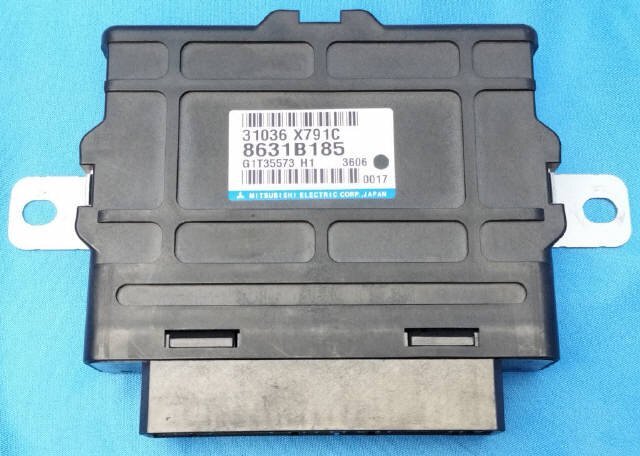 31036 X791C
8631B185
G1T35573 H1 3606
0017
MITSUBISHI ELECTRIC CORP.,JAPAN